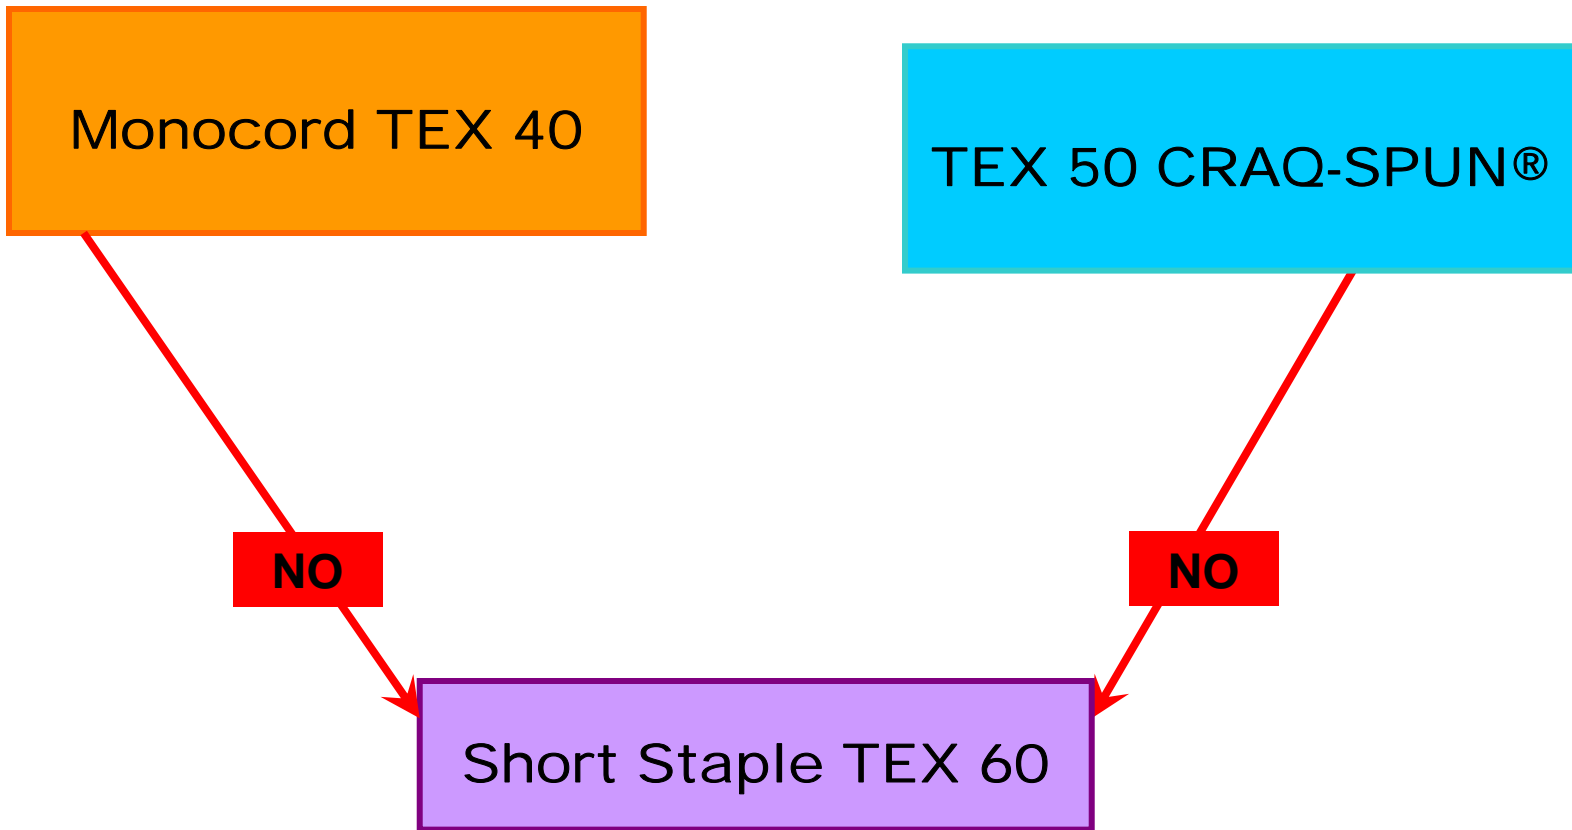 Monocord TEX 40
TEX 50 CRAQ-SPUN®
NO
NO
Short Staple TEX 60